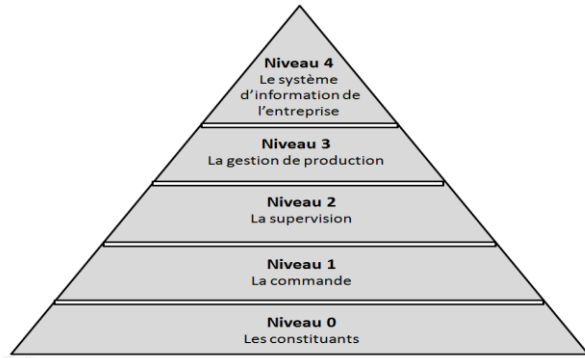 Niveau 4
Le système
d'information de
l'entreprise
Niveau 3
La gestion de production
Niveau 2
La supervision
Niveau 1
La commande
Niveau 0
Les constituants